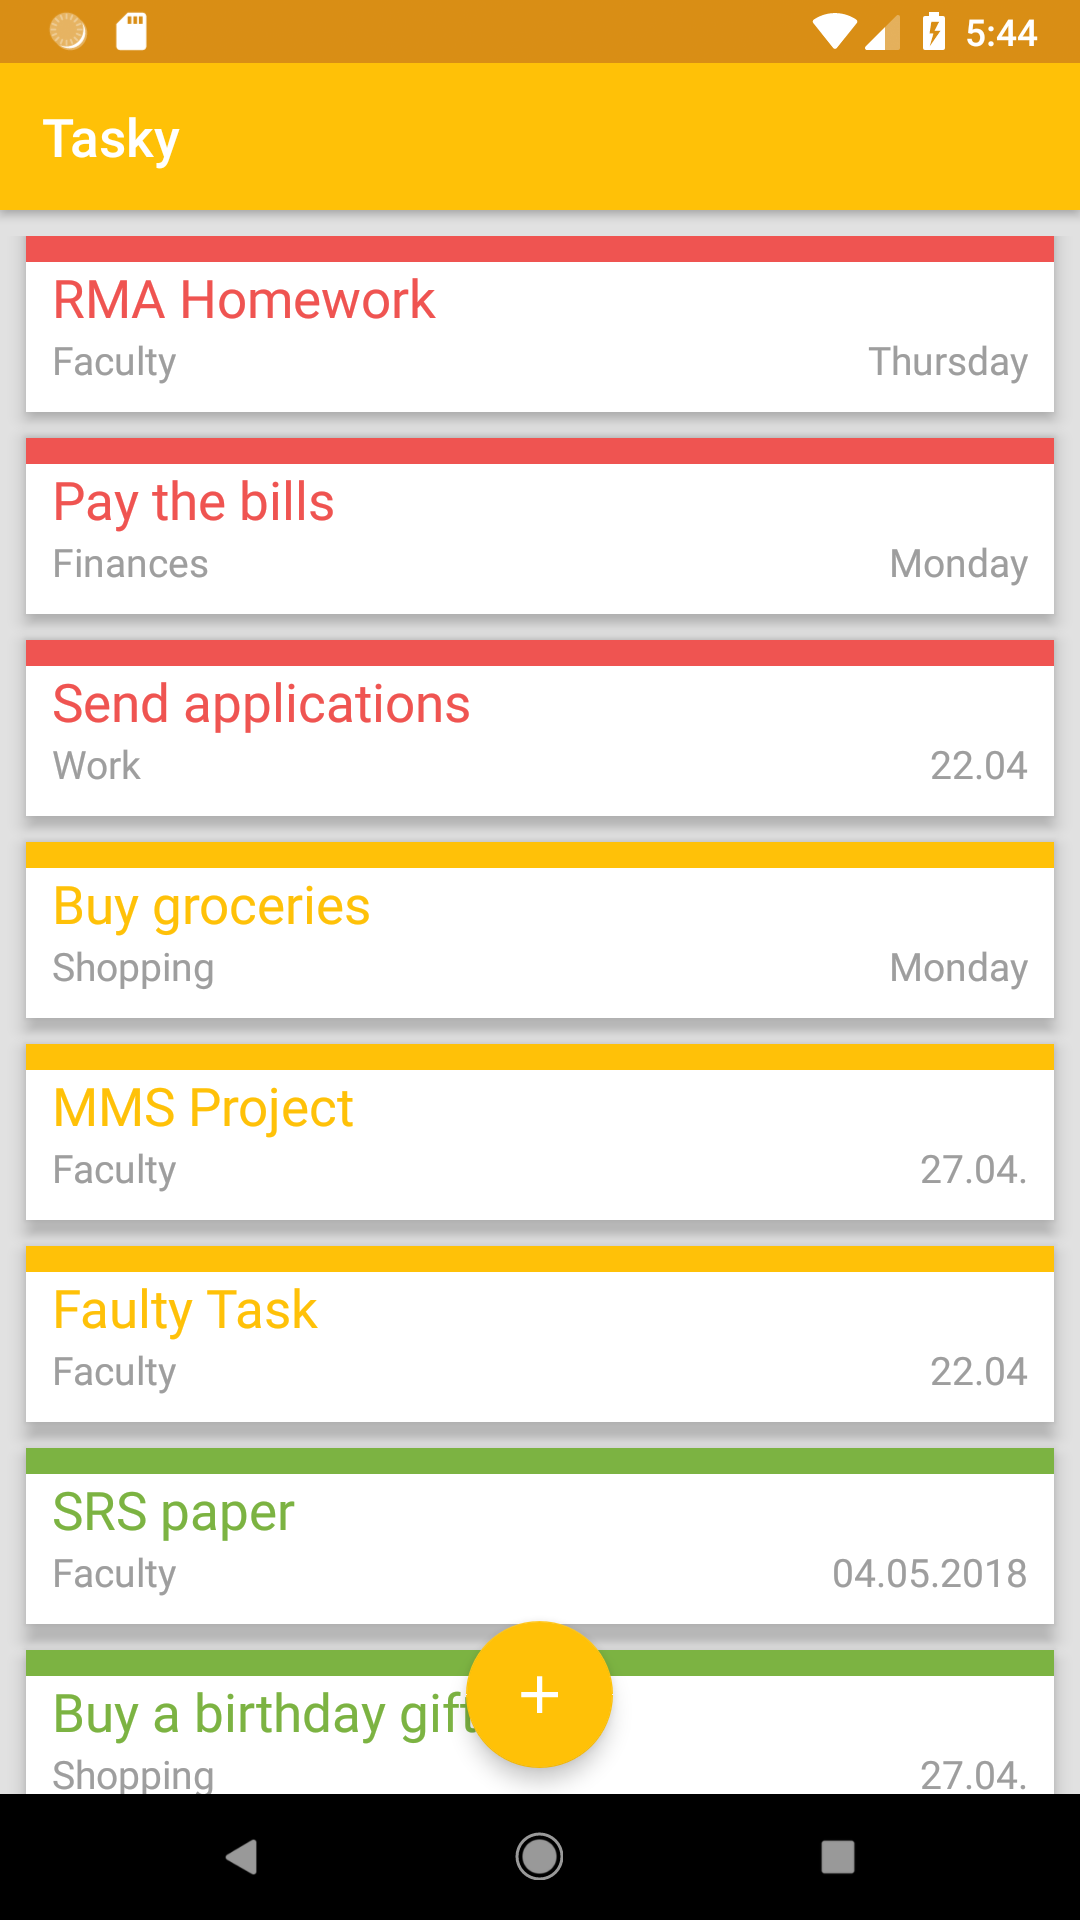 5:44
Tasky
RMA Homework
Faculty Thursday
Pay the bills
Finances Monday
Send applications
Work 22.04
Buy groceries
Shopping Monday
MMS Project
Faculty 27.04.
Faulty Task
Faculty 22.04
SRS paper
Faculty 04.05.2018
Buy a birthday gift
Shopping 27.04.